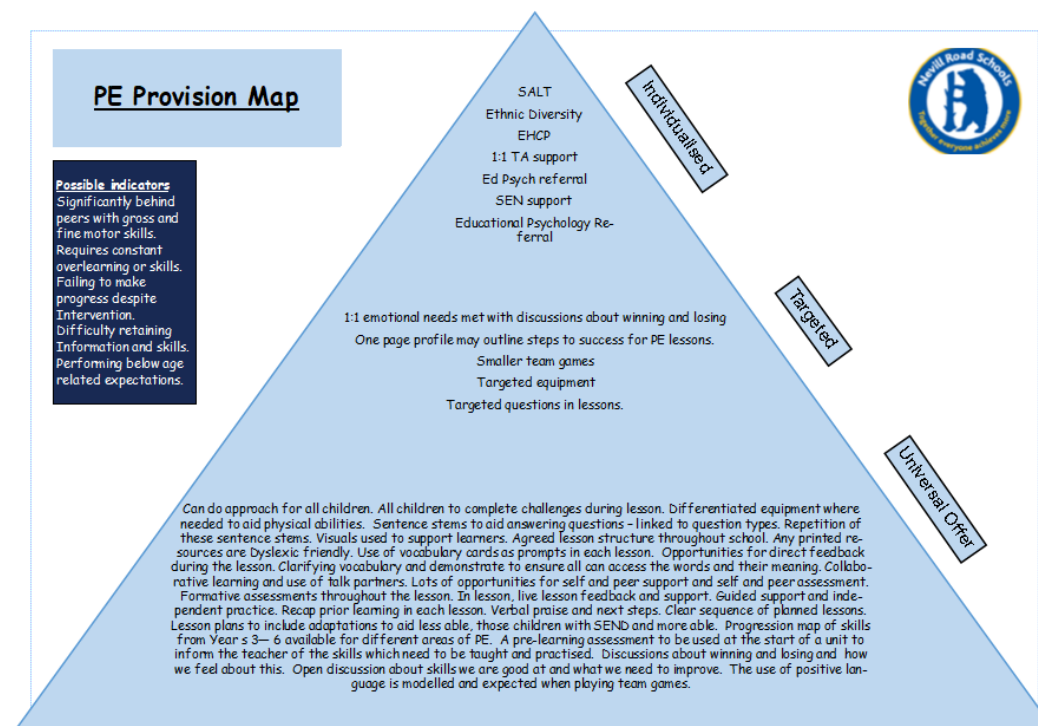 PE Provision Map
Nevill Road Schools
Together everyone achieves more
Possible indicators
Significantly behind
peers with gross and
fine motor skills.
Requires constant
overlearning or skills.
Failing to make
progress despite
Intervention.
Difficulty retaining
Information and skills.
Performing below age
related expectations.
SALT
Ethnic Diversity
EHCP
1:1 TA support
Ed Psych referral
SEN support
Educational Psychology Re-
ferral
Individualised
1:1 emotional needs met with discussions about winning and losing
One page profile may outline steps to success for PE lessons.
Smaller team games
Targeted equipment
Targeted questions in lessons.
Targeted
Universal Offer
Can do approach for all children. All children to complete challenges during lesson. Differentiated equipment where
needed to aid physical abilities. Sentence stems to aid answering questions – linked to question types. Repetition of
these sentence stems. Visuals used to support learners. Agreed lesson structure throughout school. Any printed re-
sources are Dyslexic friendly. Use of vocabulary cards as prompts in each lesson. Opportunities for direct feedback
during the lesson. Clarifying vocabulary and demonstrate to ensure all can access the words and their meaning. Collabo-
rative learning and use of talk partners. Lots of opportunities for self and peer support and self and peer assessment.
Formative assessments throughout the lesson. In lesson, live lesson feedback and support. Guided support and inde-
pendent practice. Recap prior learning in each lesson. Verbal praise and next steps. Clear sequence of planned lessons.
Lesson plans to include adaptations to aid less able, those children with SEND and more able. Progression map of skills
from Year s 3— 6 available for different areas of PE. A pre-learning assessment to be used at the start of a unit to
inform the teacher of the skills which need to be taught and practised. Discussions about winning and losing and how
we feel about this. Open discussion about skills we are good at and what we need to improve. The use of positive lan-
guage is modelled and expected when playing team games.